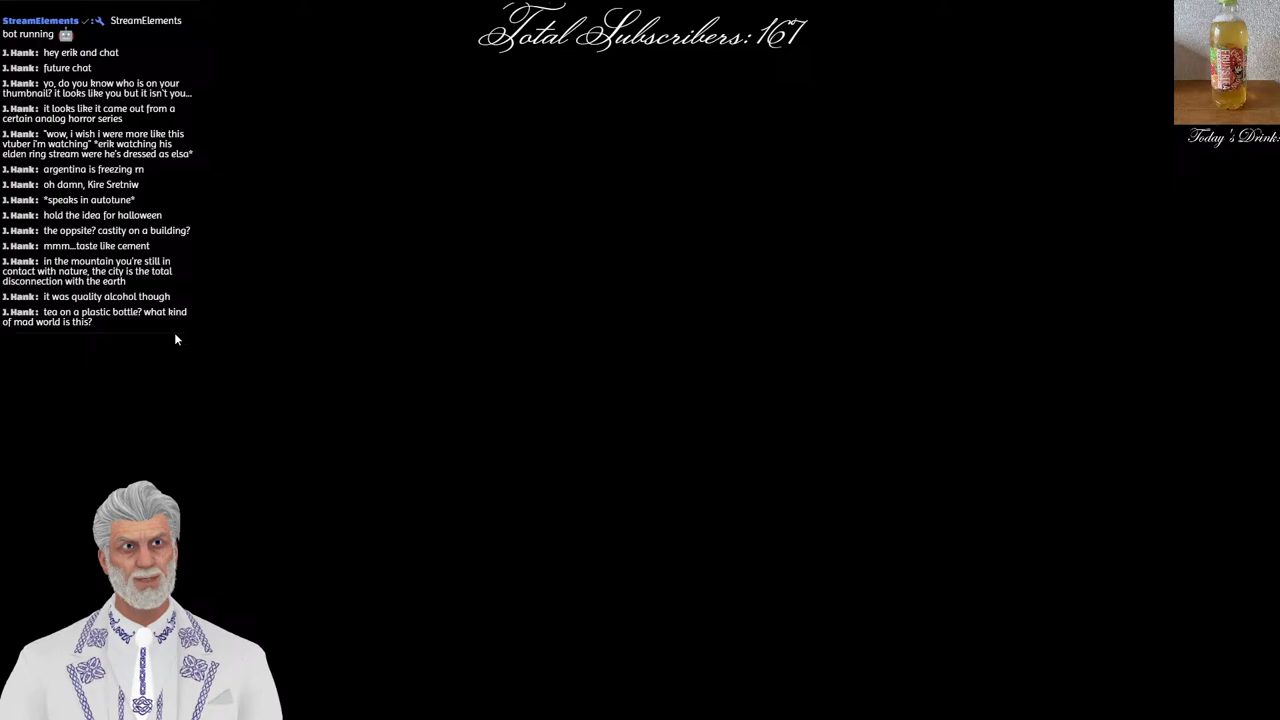 StreamElements ✓: StreamElements
bot running 🤖
J. Hank: hey erik and chat
J. Hank: future chat
J. Hank: yo, do you know who is on your
thumbnail? it looks like you but it isn't you...
J. Hank: it looks like it came out from a
certain analog horror series
J. Hank: "wow, i wish i were more like this
vtuber i'm watching" *erik watching his
elden ring stream were he's dressed as elsa*
J. Hank: argentina is freezing rn
J. Hank: oh damn, Kire Sretniw
J. Hank: *speaks in autotune*
J. Hank: hold the idea for halloween
J. Hank: the oppsite? castity on a building?
J. Hank: mmm...taste like cement
J. Hank: in the mountain you're still in
contact with nature, the city is the total
disconnection with the earth
J. Hank: it was quality alcohol though
J. Hank: tea on a plastic bottle? what kind
of mad world is this?
Total Subscribers: 167
FRUITS TEA
Today's Drink: